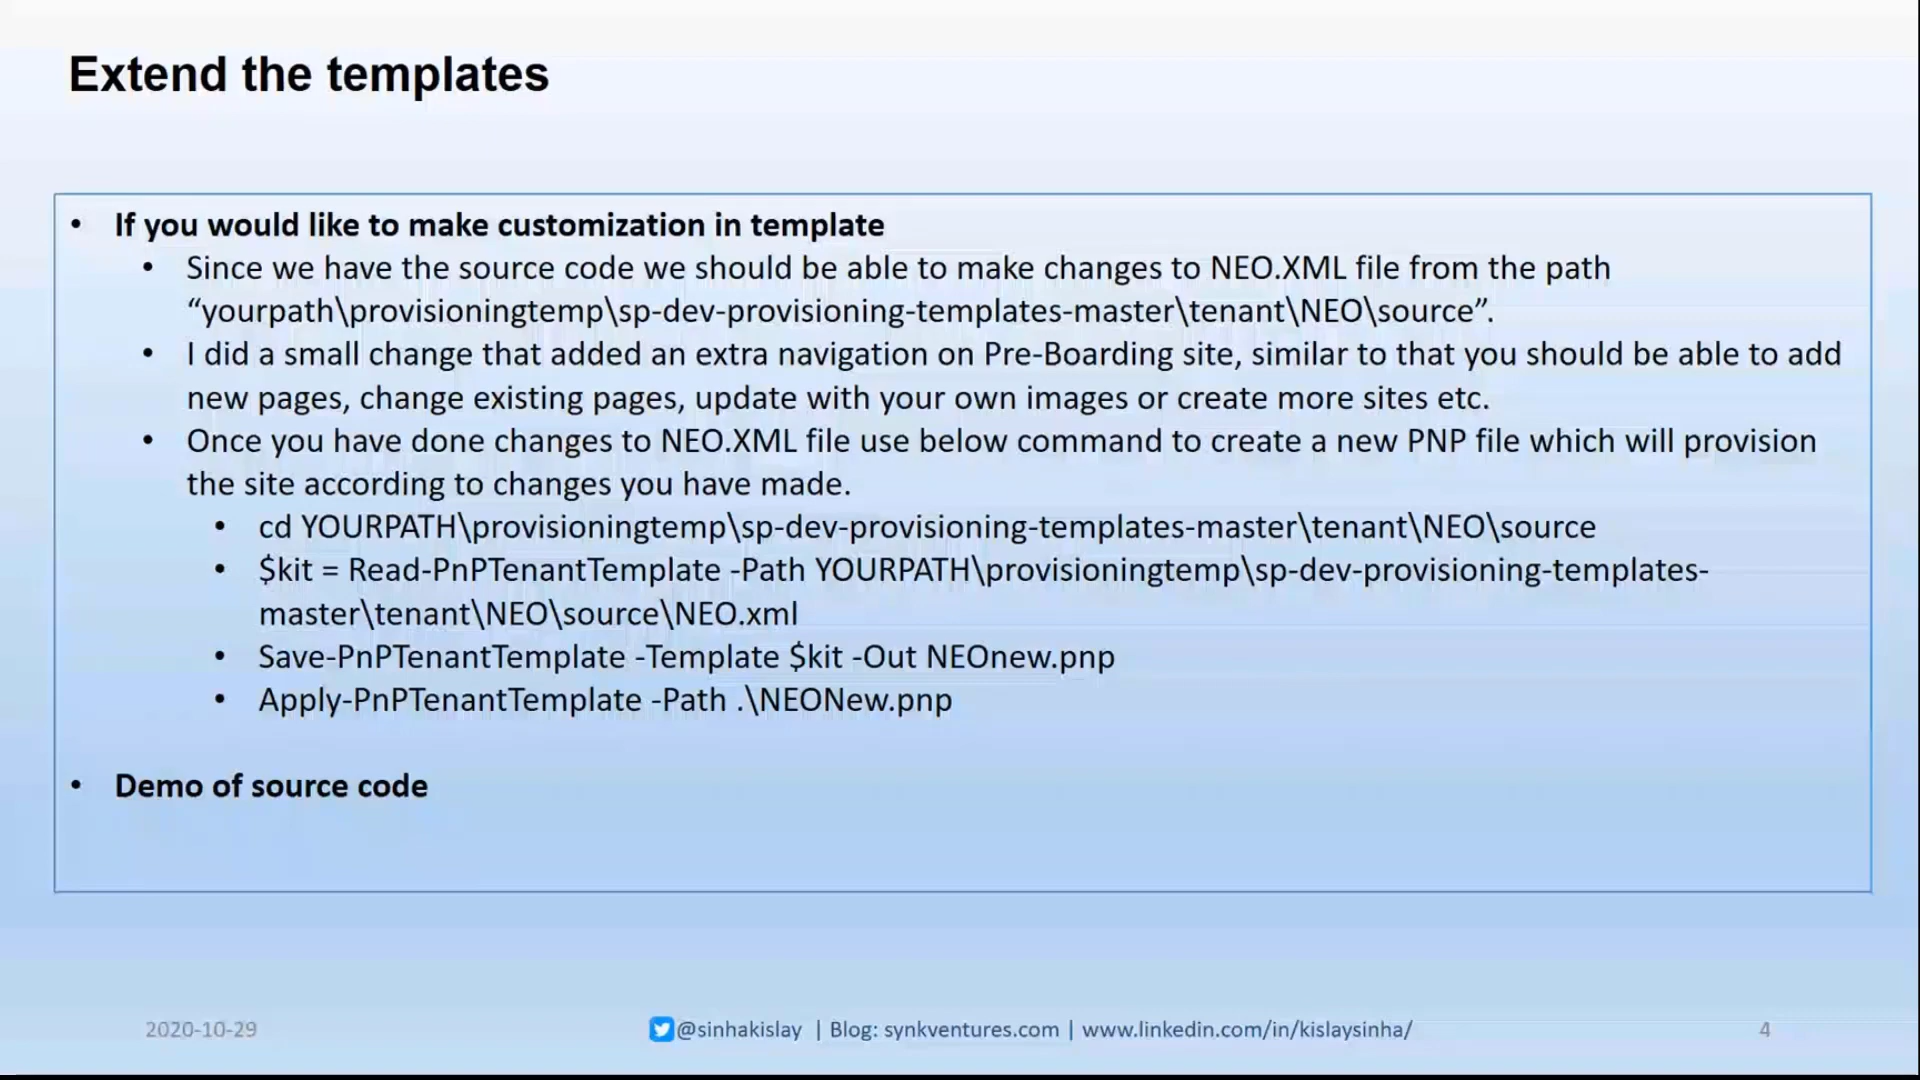 Extend the templates
• If you would like to make customization in template
• Since we have the source code we should be able to make changes to NEO.XML file from the path
“yourpath\provisioningtemp\sp-dev-provisioning-templates-master\tenant\NEO\source”.
• I did a small change that added an extra navigation on Pre-Boarding site, similar to that you should be able to add
new pages, change existing pages, update with your own images or create more sites etc.
• Once you have done changes to NEO.XML file use below command to create a new PNP file which will provision
the site according to changes you have made.
• cd YOURPATH\provisioningtemp\sp-dev-provisioning-templates-master\tenant\NEO\source
• $kit = Read-PnPTenantTemplate -Path YOURPATH\provisioningtemp\sp-dev-provisioning-templates-
master\tenant\NEO\source\NEO.xml
• Save-PnPTenantTemplate -Template $kit -Out NEOnew.pnp
• Apply-PnPTenantTemplate -Path .\NEONew.pnp
• Demo of source code
2020-10-29
@sinhakislay | Blog: synkventures.com | www.linkedin.com/in/kislaysinha/
4